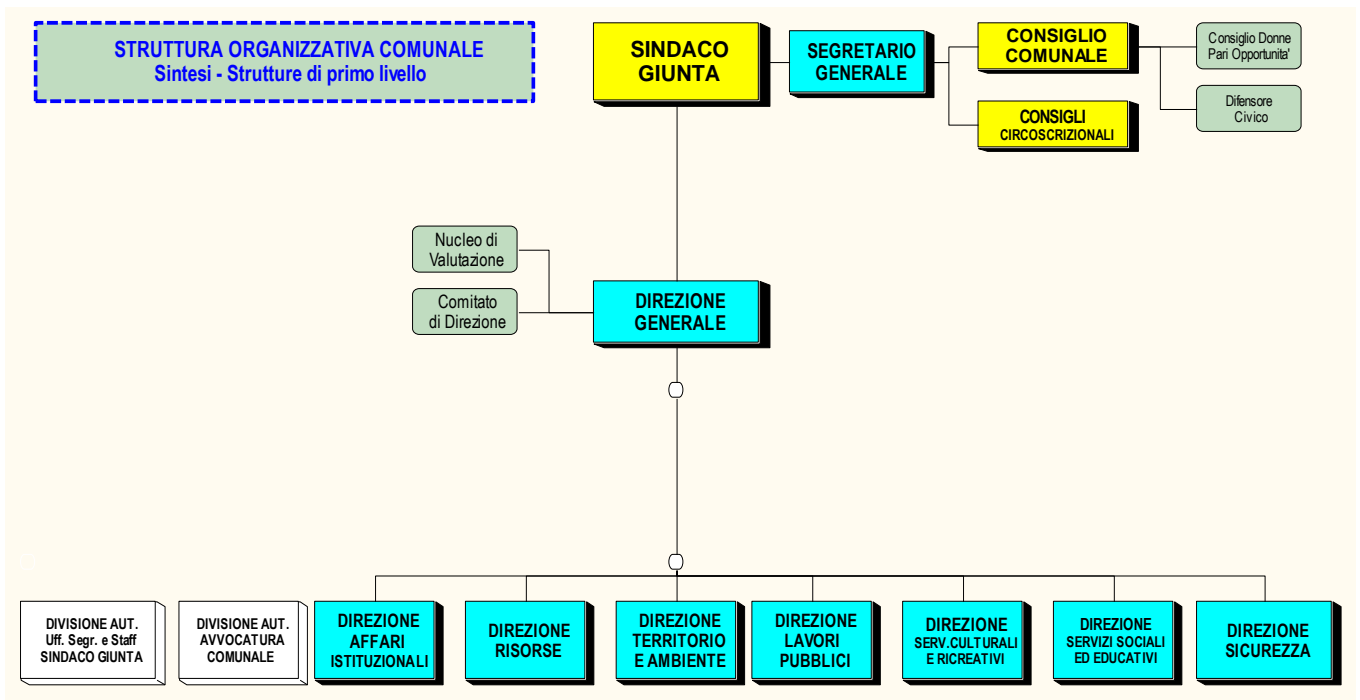 STRUTTURA ORGANIZZATIVA COMUNALE
Sintesi - Strutture di primo livello
SINDACO
GIUNTA
SEGRETARIO
GENERALE
CONSIGLIO
COMUNALE
Consiglio Donne
Pari Opportunita'
Difensore
Civico
CONSIGLI
CIRCOSCRIZIONALI
Nucleo di
Valutazione
Comitato
di Direzione
DIREZIONE
GENERALE
DIVISIONE AUT.
Uff. Segr. e Staff
SINDACO GIUNTA
DIVISIONE AUT.
AVVOCATURA
COMUNALE
DIREZIONE
AFFARI
ISTITUZIONALI
DIREZIONE
RISORSE
DIREZIONE
TERRITORIO
E AMBIENTE
DIREZIONE
LAVORI
PUBBLICI
DIREZIONE
SERV.CULTURALI
E RICREATIVI
DIREZIONE
SERVIZI SOCIALI
ED EDUCATIVI
DIREZIONE
SICUREZZA